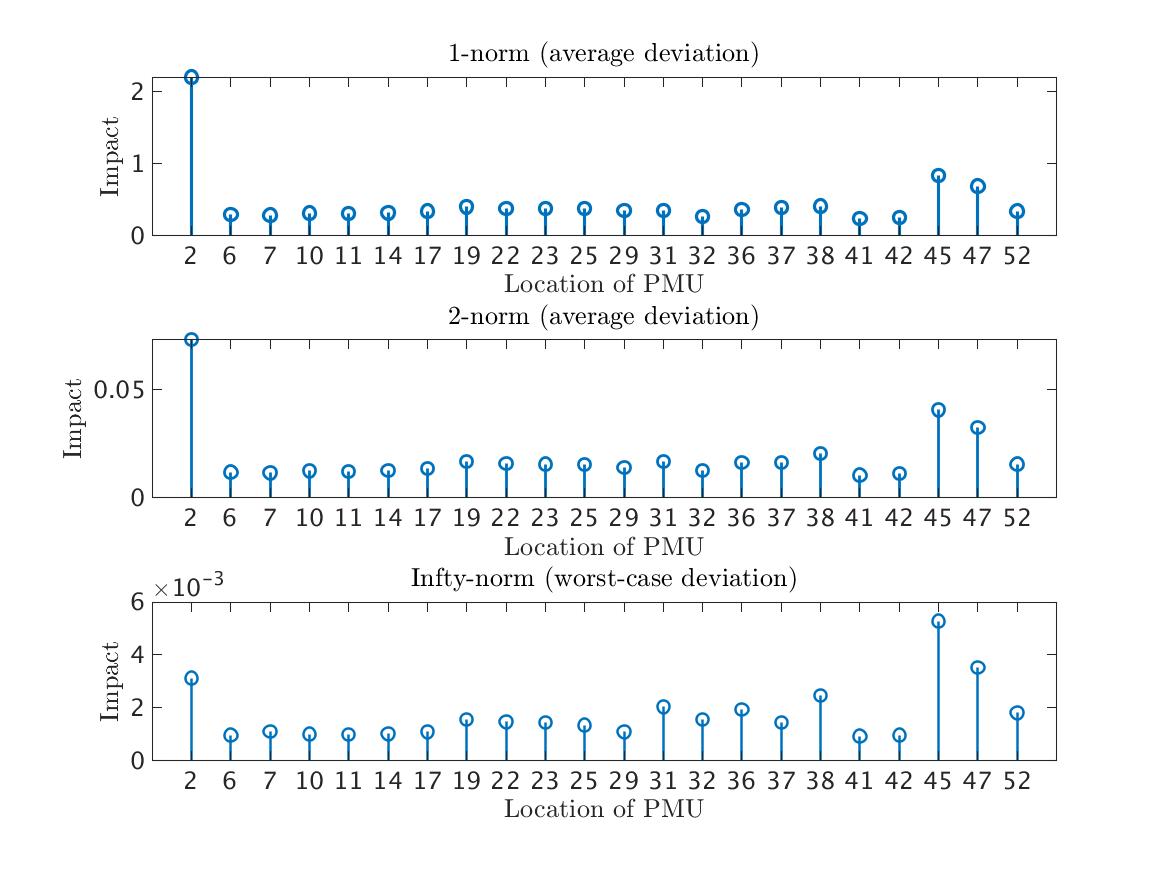 1-norm (average deviation)
2
1
0
Impact
2 6 7 10 11 14 17 19 22 23 25 29 31 32 36 37 38 41 42 45 47 52
Location of PMU
2-norm (average deviation)
0.05
0
Impact
2 6 7 10 11 14 17 19 22 23 25 29 31 32 36 37 38 41 42 45 47 52
Location of PMU
Infty-norm (worst-case deviation)
×10⁻³
6
4
2
0
Impact
2 6 7 10 11 14 17 19 22 23 25 29 31 32 36 37 38 41 42 45 47 52
Location of PMU